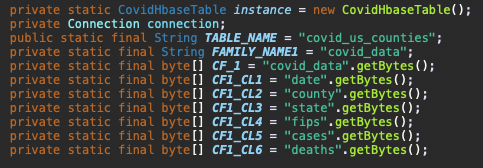 private static CovidHbaseTable instance = new CovidHbaseTable();
private Connection connection;
public static final String TABLE_NAME = "covid_us_counties";
private static final String FAMILY_NAME1 = "covid_data";
private static final byte[] CF_1 = "covid_data".getBytes();
private static final byte[] CF1_CL1 = "date".getBytes();
private static final byte[] CF1_CL2 = "county".getBytes();
private static final byte[] CF1_CL3 = "state".getBytes();
private static final byte[] CF1_CL4 = "fips".getBytes();
private static final byte[] CF1_CL5 = "cases".getBytes();
private static final byte[] CF1_CL6 = "deaths".getBytes();